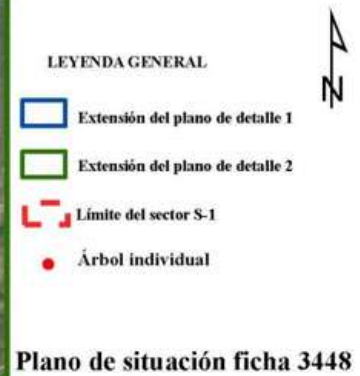 N
LEYENDA GENERAL
Extensión del plano de detalle 1
Extensión del plano de detalle 2
Límite del sector S-1
Árbol individual
Plano de situación ficha 3448